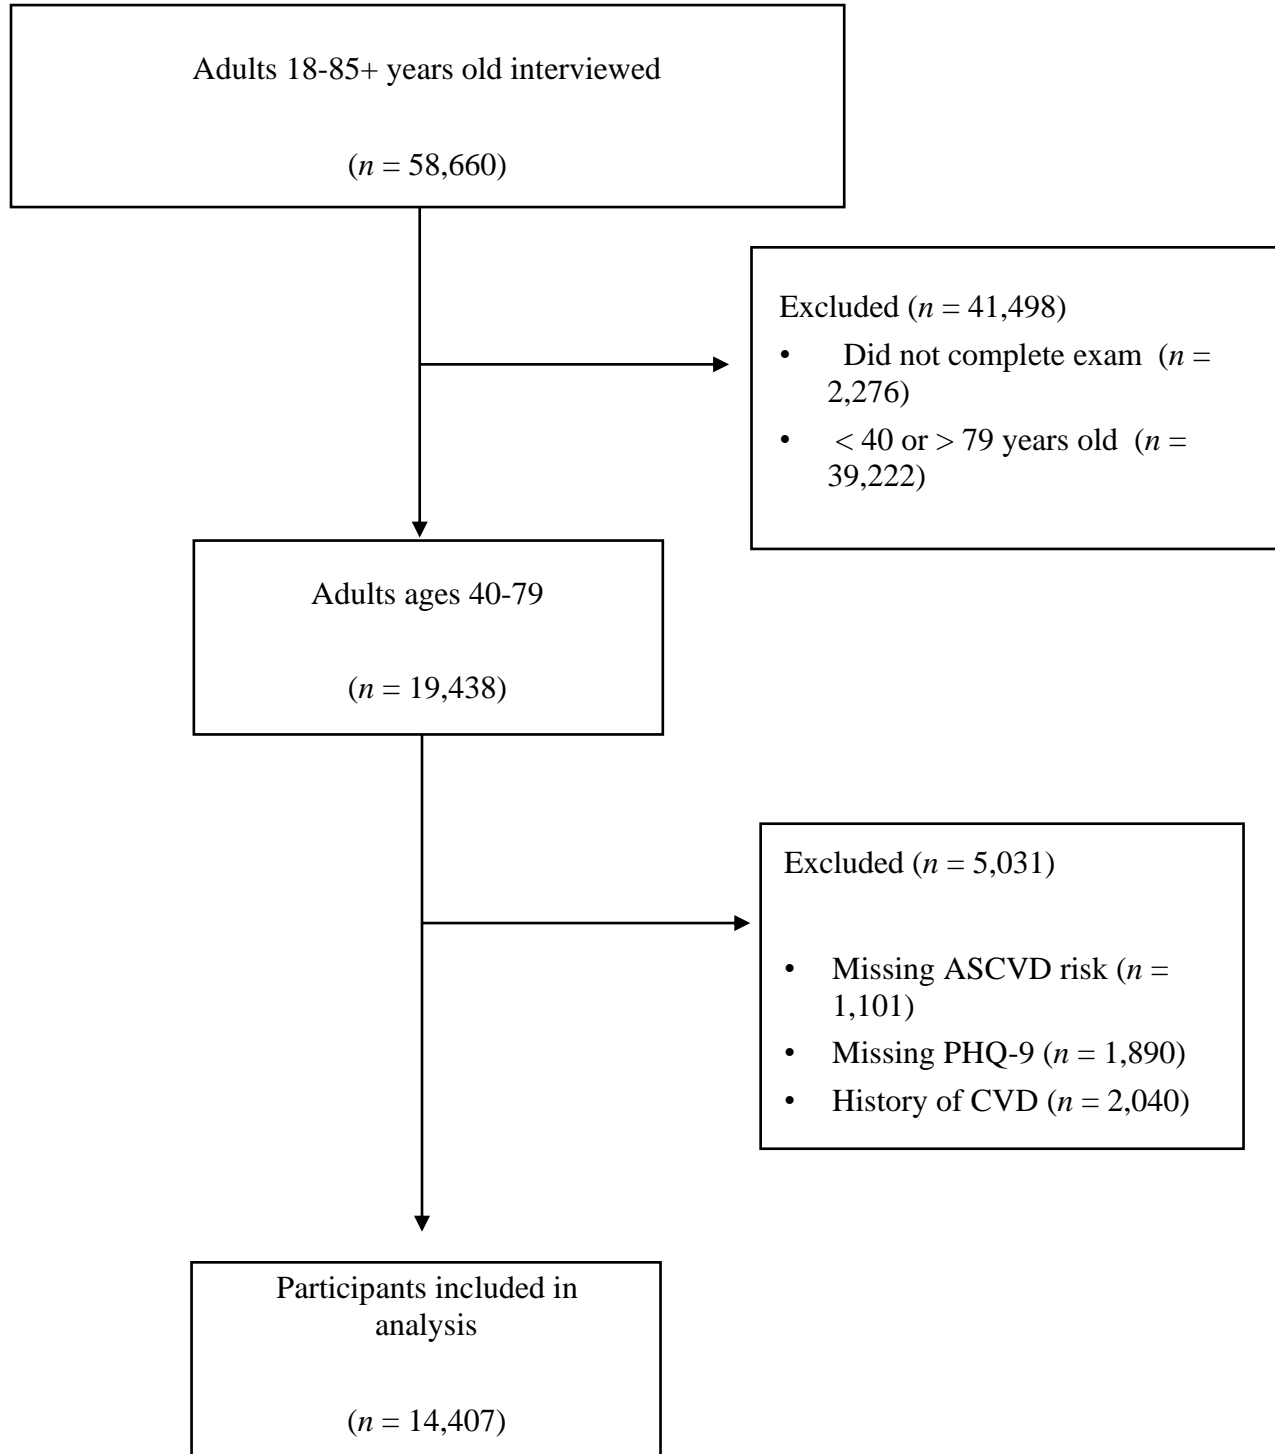 Adults 18-85+ years old interviewed
(n = 58,660)
Excluded (n = 41,498)
• Did not complete exam (n =
2,276)
• < 40 or > 79 years old (n =
39,222)
Adults ages 40-79
(n = 19,438)
Excluded (n = 5,031)
• Missing ASCVD risk (n =
1,101)
• Missing PHQ-9 (n = 1,890)
• History of CVD (n = 2,040)
Participants included in
analysis
(n = 14,407)